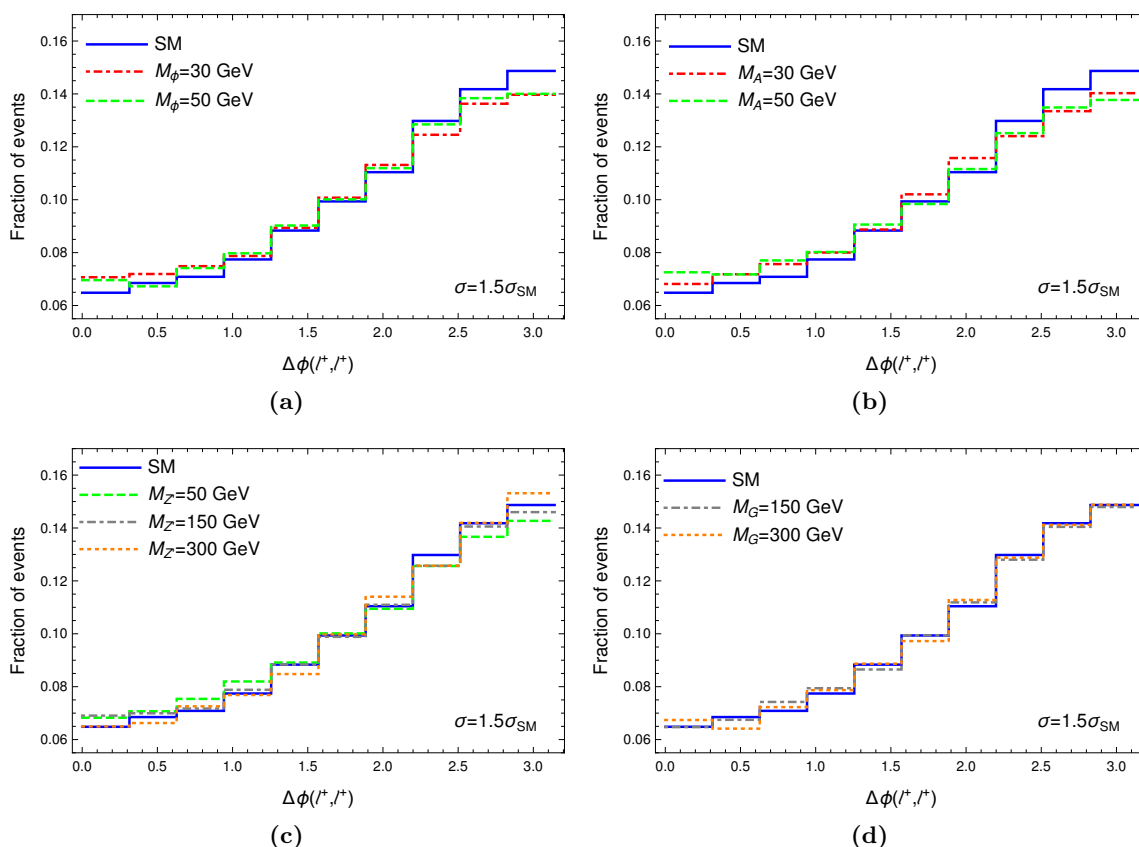 SM
M_ϕ=30 GeV
M_ϕ=50 GeV
Fraction of events
0.16
0.14
0.12
0.10
0.08
0.06
σ=1.5σ_SM
0.0 0.5 1.0 1.5 2.0 2.5 3.0
Δϕ(l⁺,l⁺)
(a)
SM
M_A=30 GeV
M_A=50 GeV
Fraction of events
0.16
0.14
0.12
0.10
0.08
0.06
σ=1.5σ_SM
0.0 0.5 1.0 1.5 2.0 2.5 3.0
Δϕ(l⁺,l⁺)
(b)
SM
M_Z'=50 GeV
M_Z'=150 GeV
M_Z'=300 GeV
Fraction of events
0.16
0.14
0.12
0.10
0.08
0.06
σ=1.5σ_SM
0.0 0.5 1.0 1.5 2.0 2.5 3.0
Δϕ(l⁺,l⁺)
(c)
SM
M_G=150 GeV
M_G=300 GeV
Fraction of events
0.16
0.14
0.12
0.10
0.08
0.06
σ=1.5σ_SM
0.0 0.5 1.0 1.5 2.0 2.5 3.0
Δϕ(l⁺,l⁺)
(d)